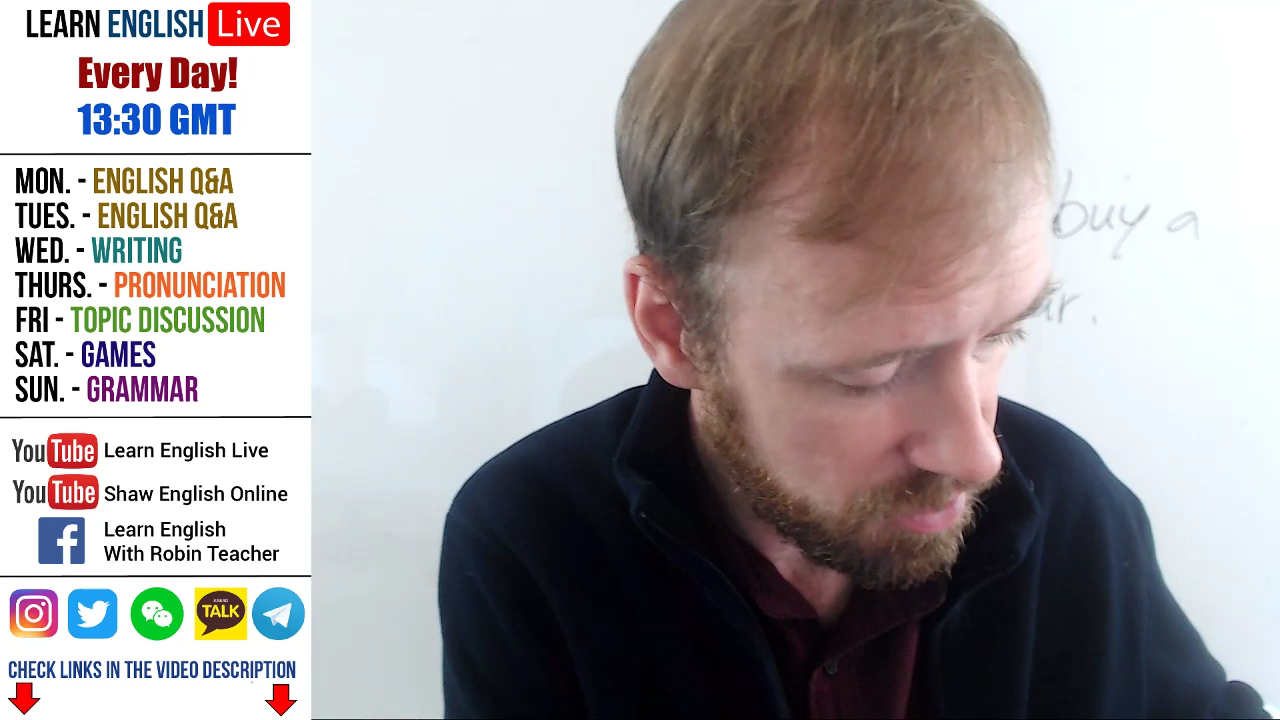 LEARN ENGLISH Live
Every Day!
13:30 GMT
MON. - ENGLISH Q&A
TUES. - ENGLISH Q&A
WED. - WRITING
THURS. - PRONUNCIATION
FRI - TOPIC DISCUSSION
SAT. - GAMES
SUN. - GRAMMAR
YouTube Learn English Live
YouTube Shaw English Online
f Learn English
With Robin Teacher
TALK
CHECK LINKS IN THE VIDEO DESCRIPTION
buy a